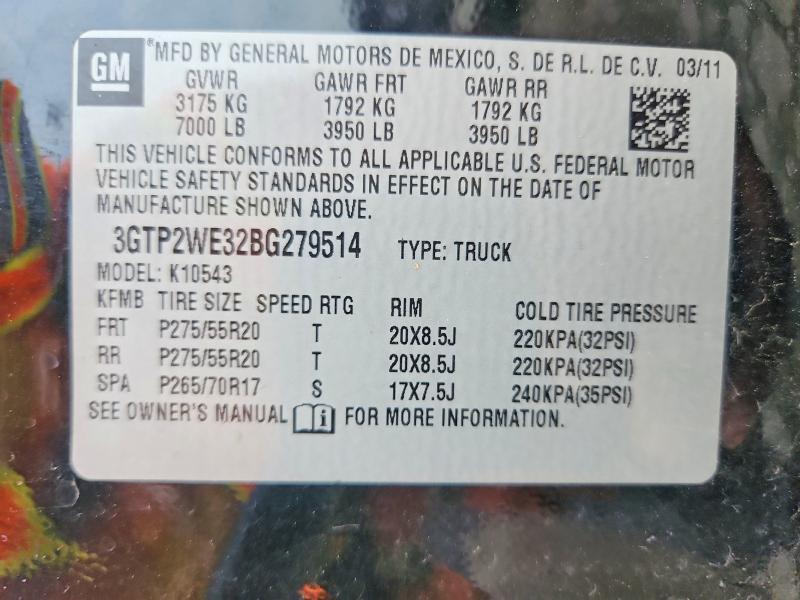 GM ® MFD BY GENERAL MOTORS DE MEXICO, S. DE R.L. DE C.V. 03/11
GVWR GAWR FRT GAWR RR
3175 KG 1792 KG 1792 KG
7000 LB 3950 LB 3950 LB
THIS VEHICLE CONFORMS TO ALL APPLICABLE U.S. FEDERAL MOTOR
VEHICLE SAFETY STANDARDS IN EFFECT ON THE DATE OF
MANUFACTURE SHOWN ABOVE.
3GTP2WE32BG279514 TYPE: TRUCK
MODEL: K10543
KFMB TIRE SIZE SPEED RTG RIM COLD TIRE PRESSURE
FRT P275/55R20 T 20X8.5J 220KPA(32PSI)
RR P275/55R20 T 20X8.5J 220KPA(32PSI)
SPA P265/70R17 S 17X7.5J 240KPA(35PSI)
SEE OWNER'S MANUAL i FOR MORE INFORMATION.